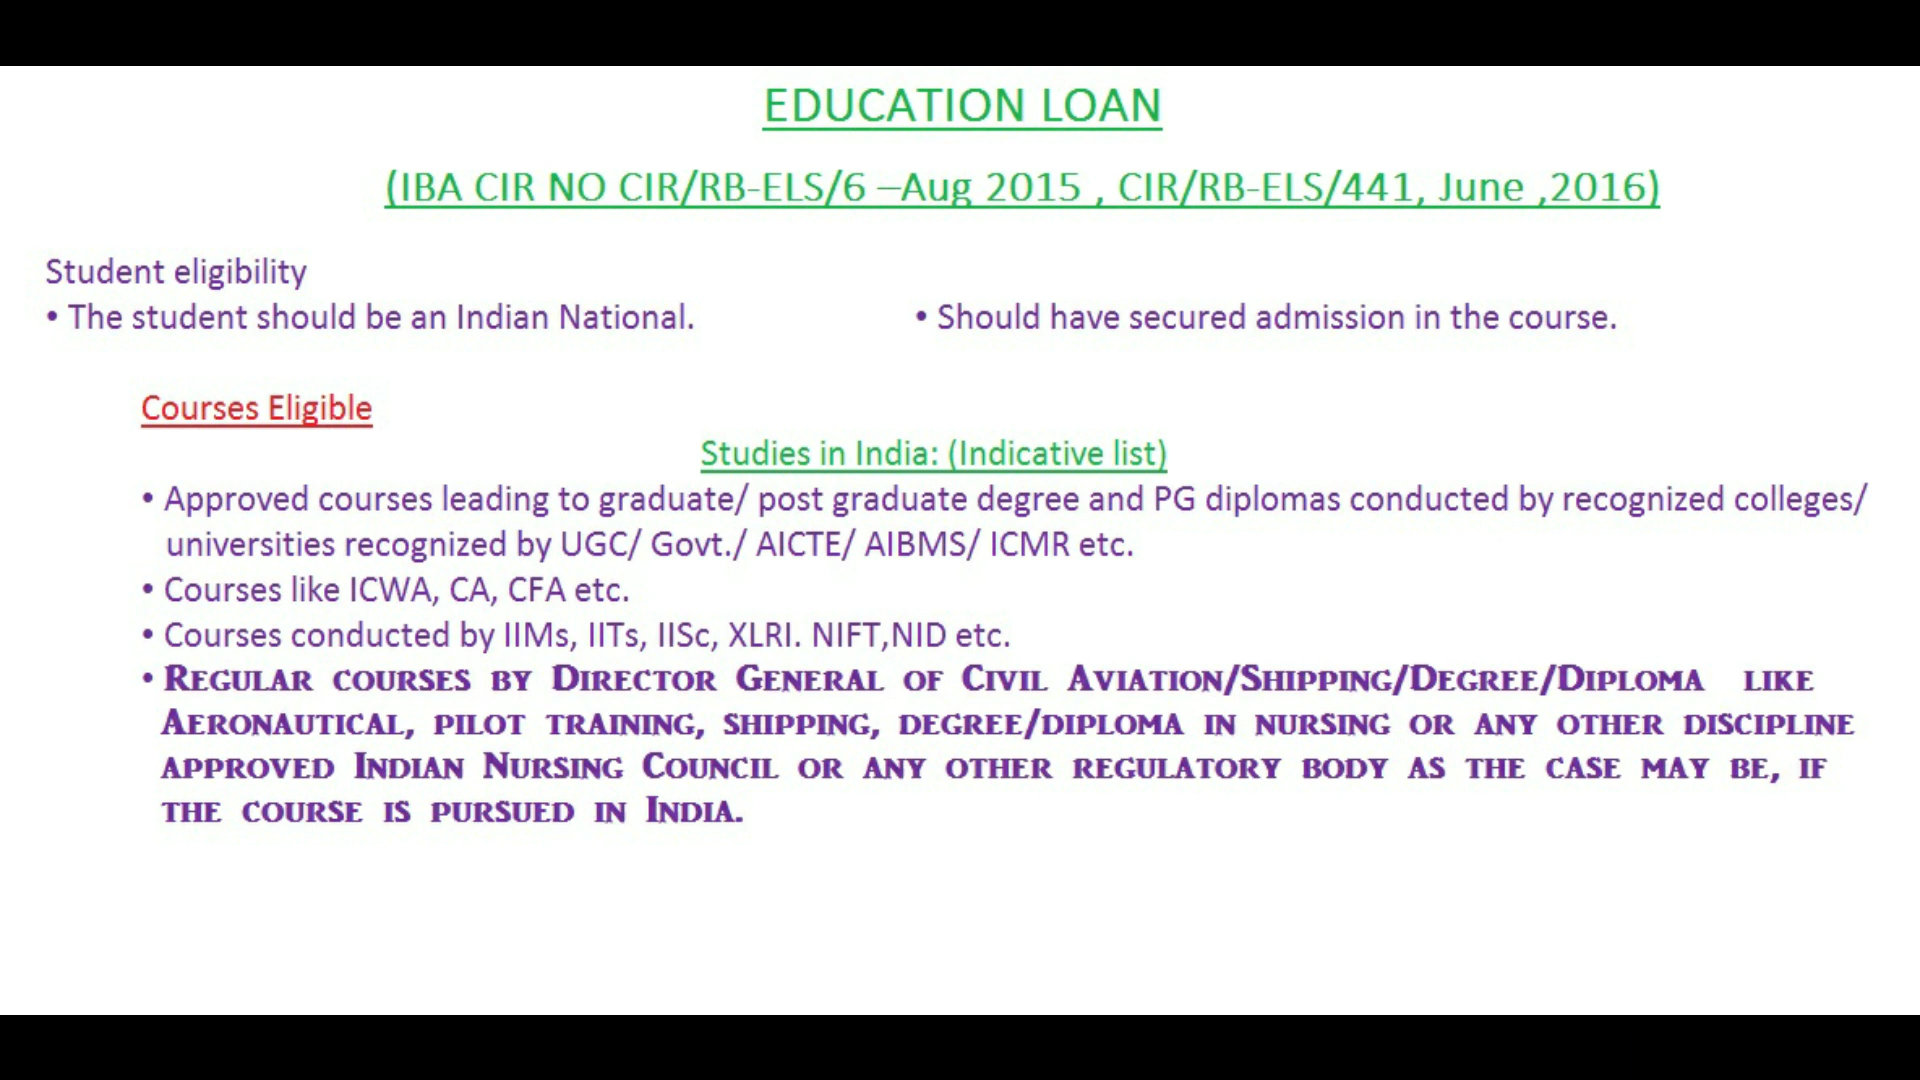 EDUCATION LOAN
(IBA CIR NO CIR/RB-ELS/6 –Aug 2015 , CIR/RB-ELS/441, June ,2016)
Student eligibility
• The student should be an Indian National.
• Should have secured admission in the course.
Courses Eligible
Studies in India: (Indicative list)
• Approved courses leading to graduate/ post graduate degree and PG diplomas conducted by recognized colleges/
universities recognized by UGC/ Govt./ AICTE/ AIBMS/ ICMR etc.
• Courses like ICWA, CA, CFA etc.
• Courses conducted by IIMs, IITs, IISc, XLRI. NIFT,NID etc.
• Regular courses by Director General of Civil Aviation/Shipping/Degree/Diploma like
Aeronautical, pilot training, shipping, degree/diploma in nursing or any other discipline
approved Indian Nursing Council or any other regulatory body as the case may be, if
the course is pursued in India.